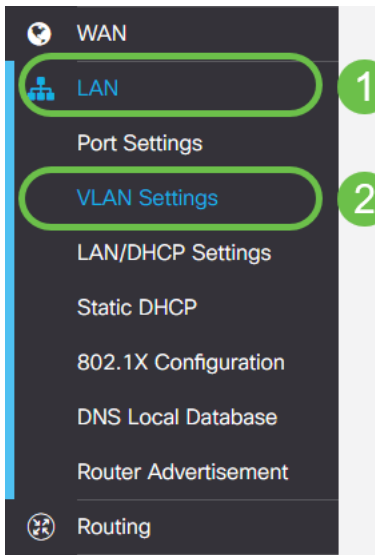 WAN
LAN
1
Port Settings
VLAN Settings
2
LAN/DHCP Settings
Static DHCP
802.1X Configuration
DNS Local Database
Router Advertisement
Routing